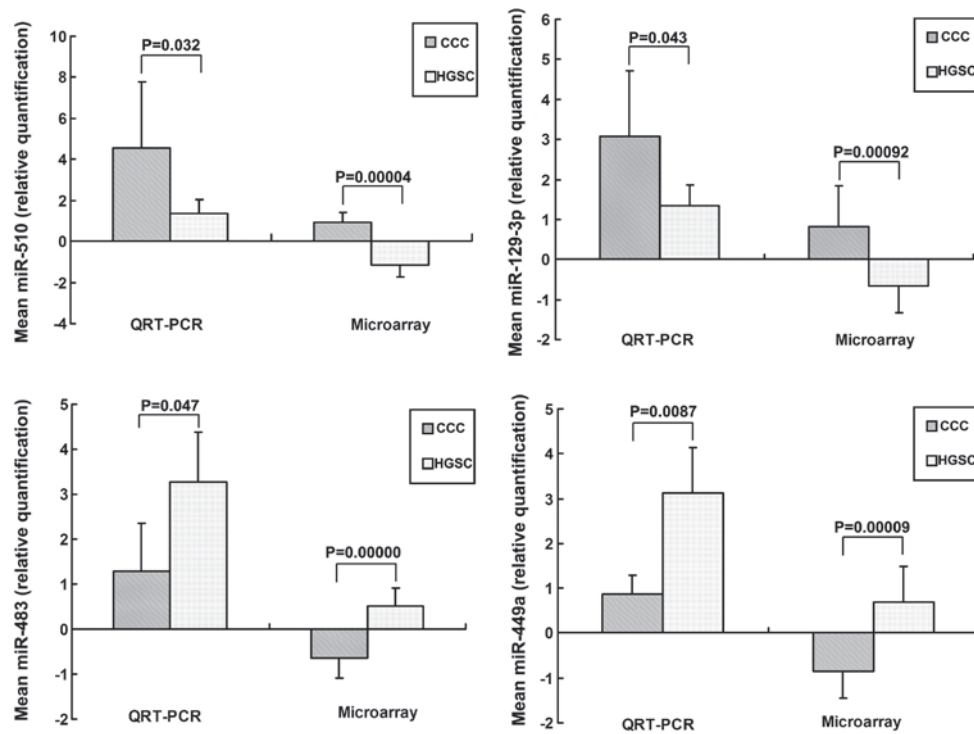 Mean miR-510 (relative quantification)
10
8
6
4
2
0
-2
-4
P=0.032
P=0.00004
CCC
HGSC
QRT-PCR
Microarray
Mean miR-129-3p (relative quantification)
6
5
4
3
2
1
0
-1
-2
P=0.043
P=0.00092
CCC
HGSC
QRT-PCR
Microarray
Mean miR-483 (relative quantification)
5
4
3
2
1
0
-1
-2
P=0.047
P=0.00000
CCC
HGSC
QRT-PCR
Microarray
Mean miR-449a (relative quantification)
5
4
3
2
1
0
-1
-2
P=0.0087
P=0.00009
CCC
HGSC
QRT-PCR
Microarray